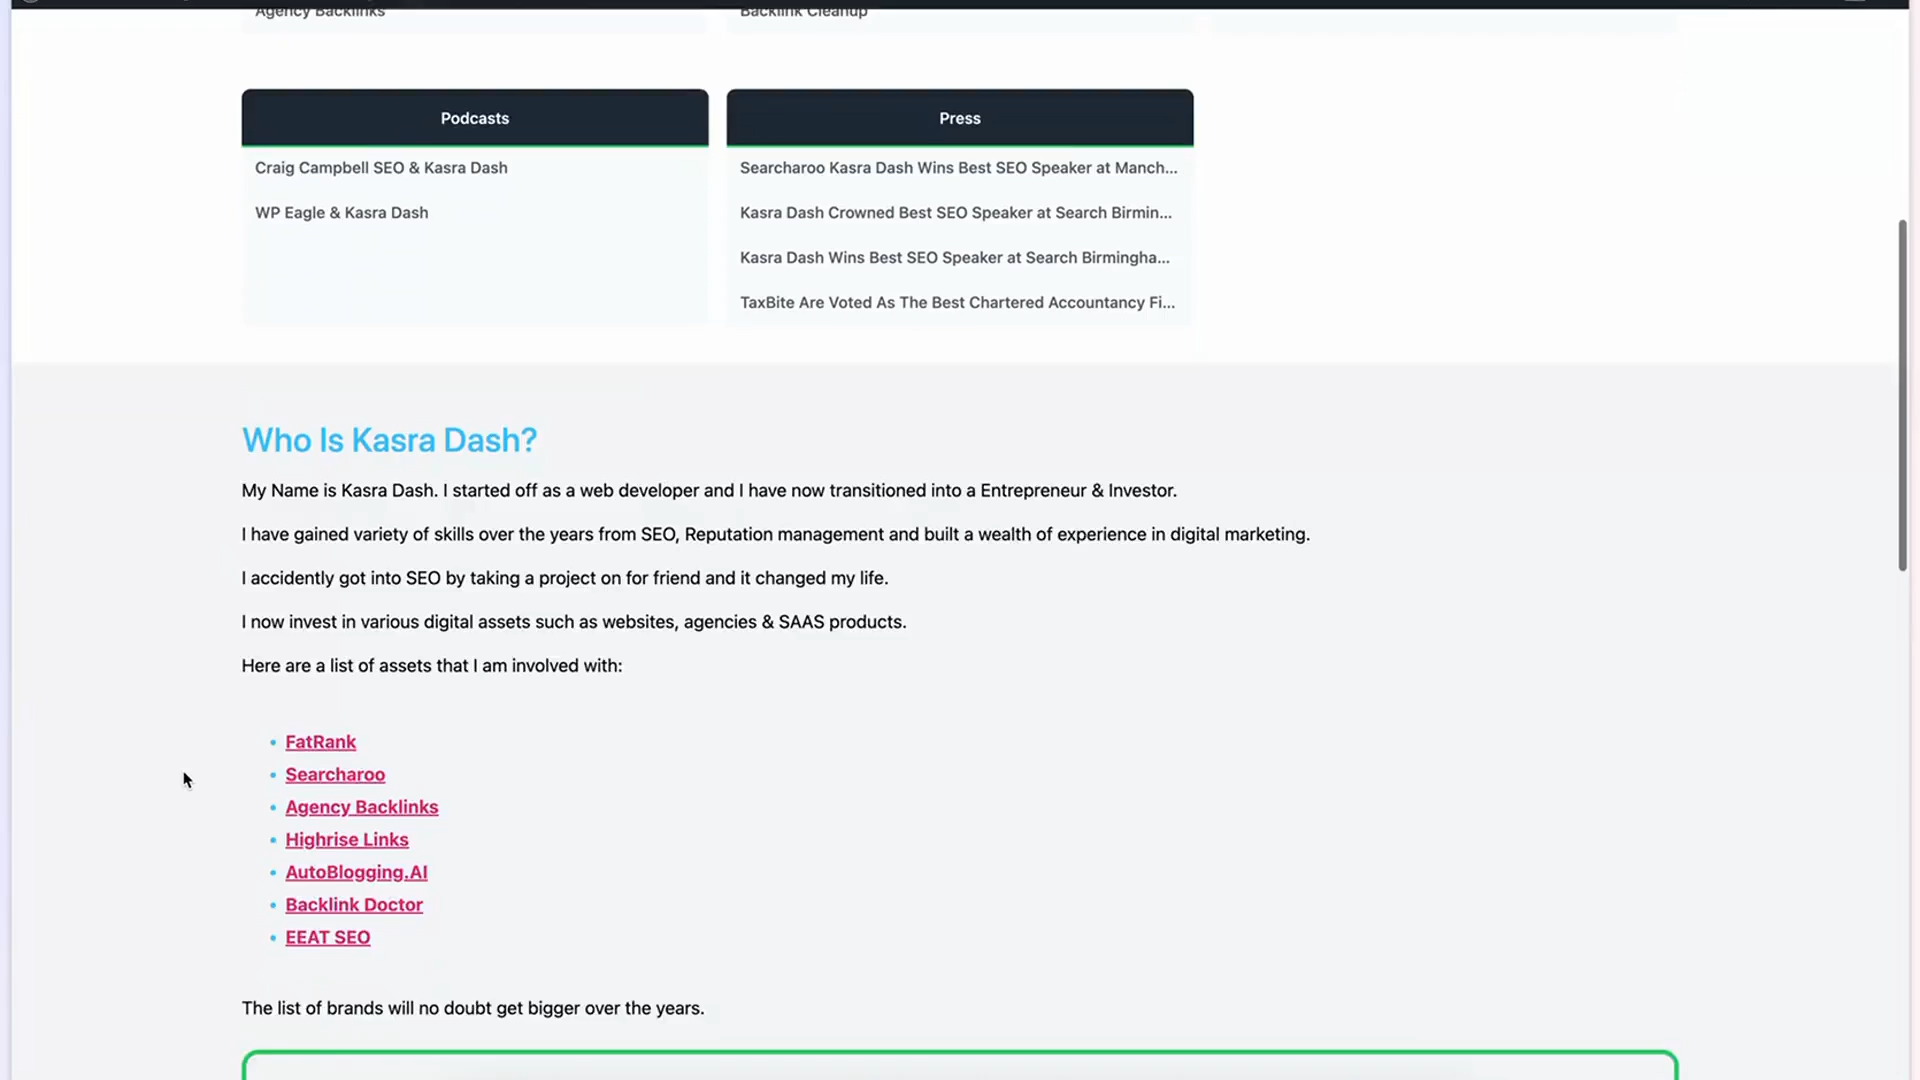 Agency Backlinks
Backlink Cleanup
Podcasts
Craig Campbell SEO & Kasra Dash
WP Eagle & Kasra Dash
Press
Searcharoo Kasra Dash Wins Best SEO Speaker at Manch...
Kasra Dash Crowned Best SEO Speaker at Search Birmin...
Kasra Dash Wins Best SEO Speaker at Search Birmingha...
TaxBite Are Voted As The Best Chartered Accountancy Fi...
Who Is Kasra Dash?
My Name is Kasra Dash. I started off as a web developer and I have now transitioned into a Entrepreneur & Investor.
I have gained variety of skills over the years from SEO, Reputation management and built a wealth of experience in digital marketing.
I accidently got into SEO by taking a project on for friend and it changed my life.
I now invest in various digital assets such as websites, agencies & SAAS products.
Here are a list of assets that I am involved with:
• FatRank
• Searcharoo
• Agency Backlinks
• Highrise Links
• AutoBlogging.AI
• Backlink Doctor
• EEAT SEO
The list of brands will no doubt get bigger over the years.